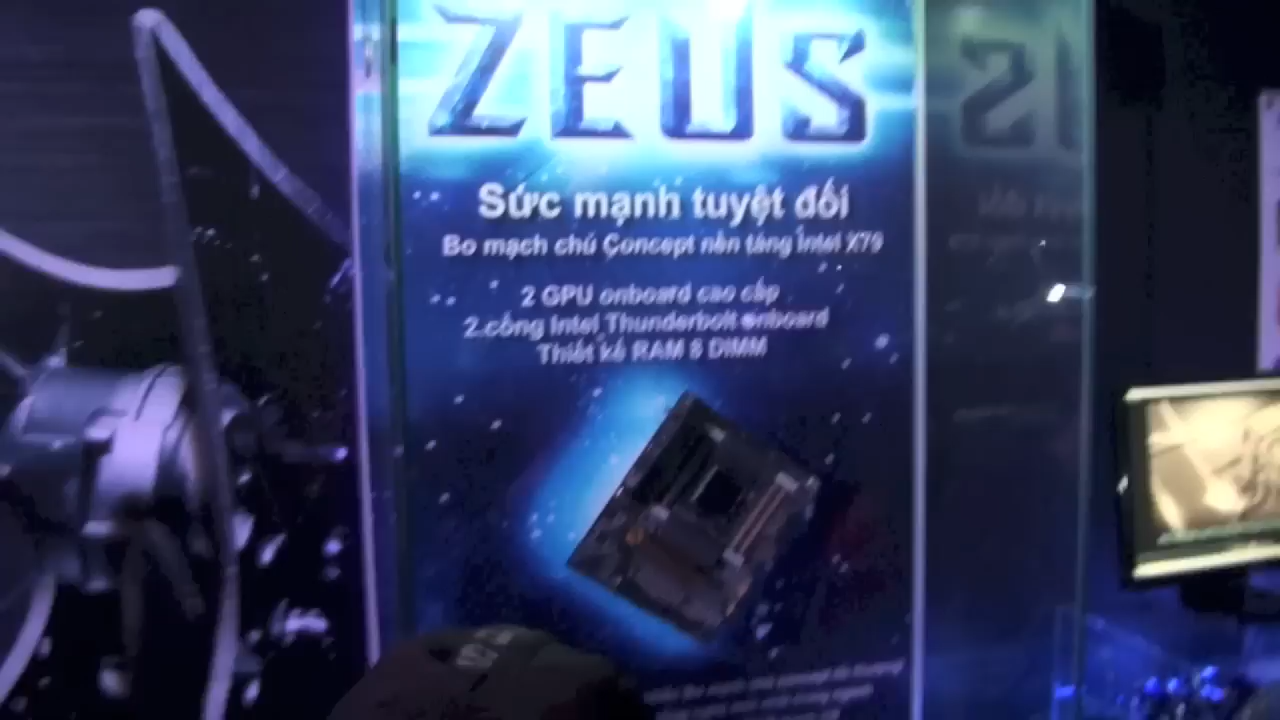 ZEUS
Sức mạnh tuyệt đối
Bo mạch chủ Concept nền tảng Intel X79
2 GPU onboard cao cấp
2 cổng Intel Thunderbolt onboard
Thiết kế RAM 8 DIMM